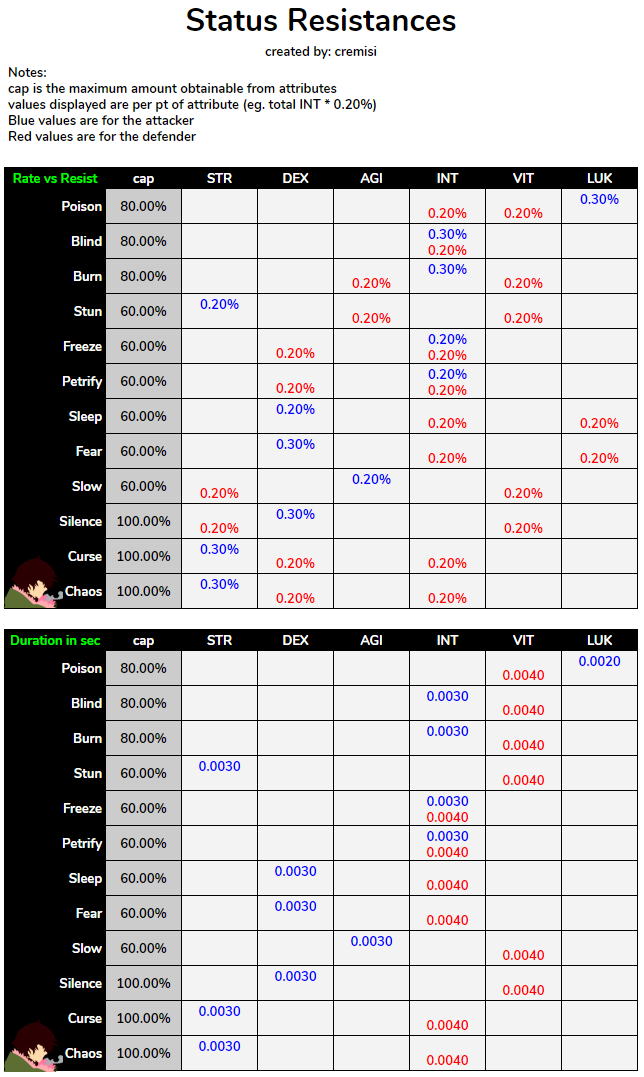 Status Resistances
created by: cremisi
Notes:
cap is the maximum amount obtainable from attributes
values displayed are per pt of attribute (eg. total INT * 0.20%)
Blue values are for the attacker
Red values are for the defender
Rate vs Resist cap STR DEX AGI INT VIT LUK
Poison 80.00% 0.20% 0.20% 0.30%
Blind 80.00% 0.30% 0.20%
Burn 80.00% 0.20% 0.30% 0.20%
Stun 60.00% 0.20% 0.20% 0.20%
Freeze 60.00% 0.20% 0.20% 0.20%
Petrify 60.00% 0.20% 0.20% 0.20%
Sleep 60.00% 0.20% 0.20% 0.20%
Fear 60.00% 0.30% 0.20% 0.20%
Slow 60.00% 0.20% 0.20% 0.20%
Silence 100.00% 0.20% 0.30% 0.20%
Curse 100.00% 0.30% 0.20% 0.20%
Chaos 100.00% 0.30% 0.20% 0.20%
Duration in sec cap STR DEX AGI INT VIT LUK
Poison 80.00% 0.0040 0.0020
Blind 80.00% 0.0030 0.0040
Burn 80.00% 0.0030 0.0040
Stun 60.00% 0.0030 0.0040
Freeze 60.00% 0.0030 0.0040
Petrify 60.00% 0.0030 0.0040
Sleep 60.00% 0.0030 0.0040
Fear 60.00% 0.0030 0.0040
Slow 60.00% 0.0030 0.0040
Silence 100.00% 0.0030 0.0040
Curse 100.00% 0.0030 0.0040
Chaos 100.00% 0.0030 0.0040